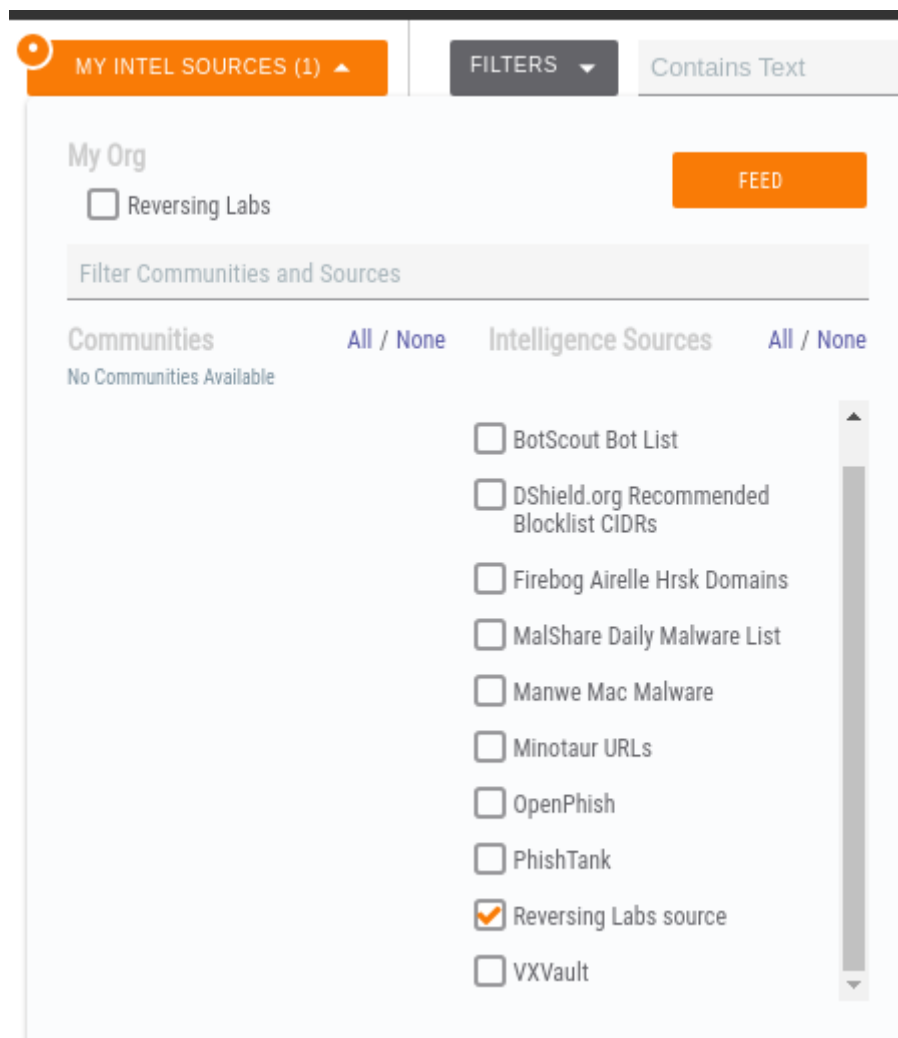 MY INTEL SOURCES (1)
FILTERS
Contains Text
My Org
FEED
Reversing Labs
Filter Communities and Sources
Communities
All / None
Intelligence Sources
All / None
No Communities Available
BotScout Bot List
DShield.org Recommended
Blocklist CIDRs
Firebog Airelle Hrsk Domains
MalShare Daily Malware List
Manwe Mac Malware
Minotaur URLs
OpenPhish
PhishTank
Reversing Labs source
VXVault